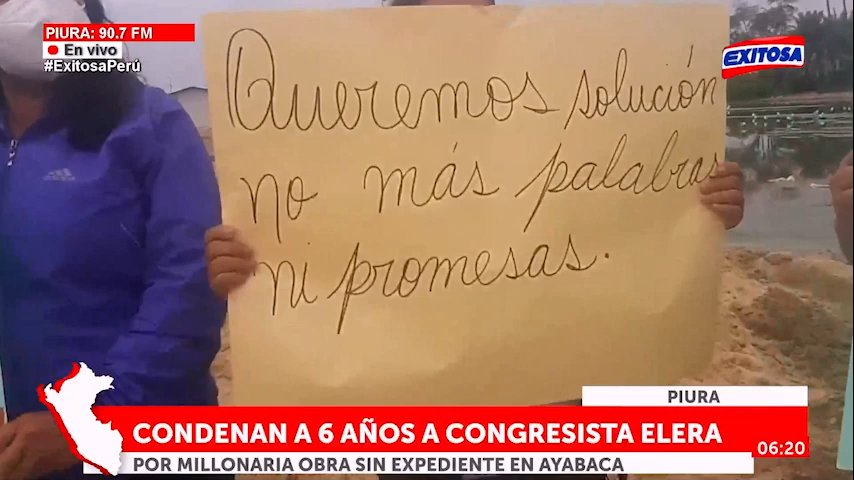 PIURA: 90.7 FM
En vivo
#ExitosaPerú
EXITOSA
adidas
Queremos solución
no más palabras
ni promesas.
PIURA
CONDENAN A 6 AÑOS A CONGRESISTA ELERA
06:20
POR MILLONARIA OBRA SIN EXPEDIENTE EN AYABACA